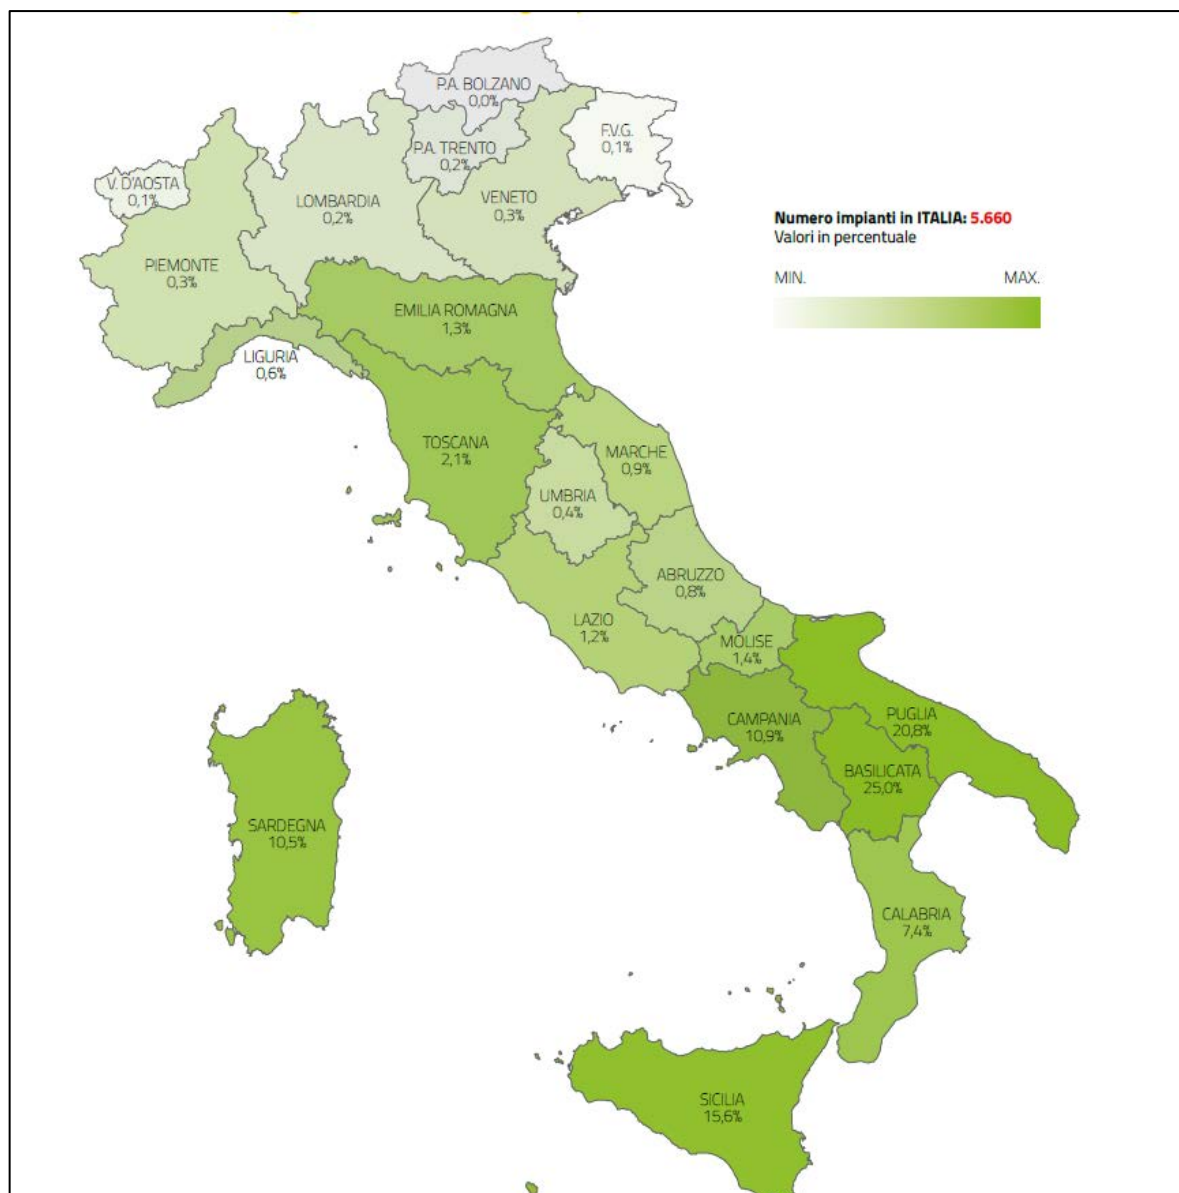 P.A. BOLZANO
0,0%
F.V.G.
0,1%
P.A. TRENTO
0,2%
V. D'AOSTA
0,1%
LOMBARDIA
0,2%
VENETO
0,3%
Numero impianti in ITALIA: 5.660
Valori in percentuale
MIN. MAX.
PIEMONTE
0,3%
EMILIA ROMAGNA
1,3%
LIGURIA
0,6%
TOSCANA
2,1%
MARCHE
0,9%
UMBRIA
0,4%
ABRUZZO
0,8%
LAZIO
1,2%
MOLISE
1,4%
CAMPANIA
10,9%
PUGLIA
20,8%
BASILICATA
25,0%
SARDEGNA
10,5%
CALABRIA
7,4%
SICILIA
15,6%